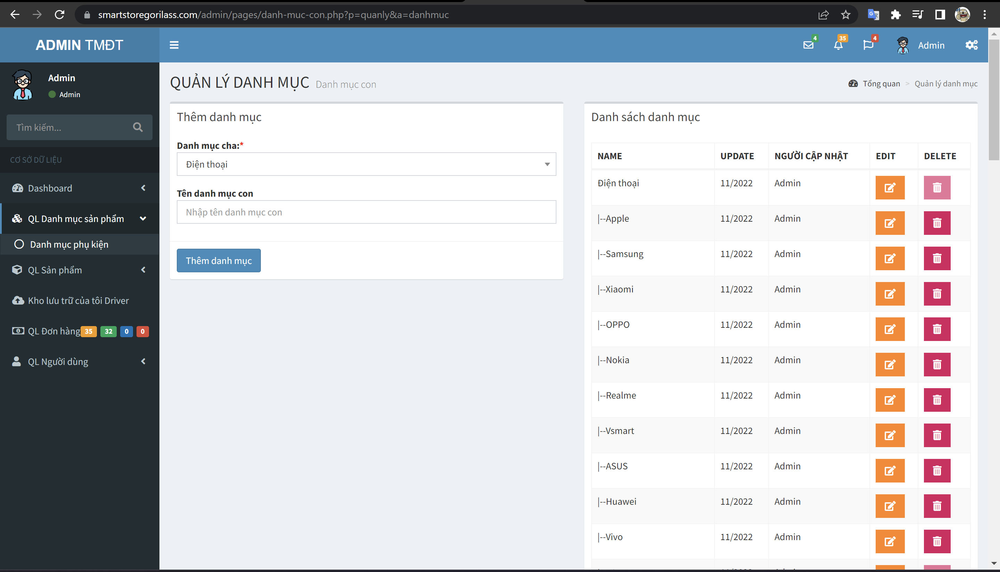 smartstoregorilass.com/admin/pages/danh-muc-con.php?p=quanly&a=danhmuc
ADMIN TMĐT
4
35
4
Admin
Admin
Admin
Tìm kiếm...
CƠ SỞ DỮ LIỆU
Dashboard
QL Danh mục sản phẩm
Danh mục phụ kiện
QL Sản phẩm
Kho lưu trữ của tôi Driver
QL Đơn hàng 35 32 0 0
QL Người dùng
QUẢN LÝ DANH MỤC Danh mục con
Tổng quan > Quản lý danh mục
Thêm danh mục
Danh mục cha:*
Điện thoại
Tên danh mục con
Nhập tên danh mục con
Thêm danh mục
Danh sách danh mục
NAME UPDATE NGƯỜI CẬP NHẬT EDIT DELETE
Điện thoại 11/2022 Admin
|--Apple 11/2022 Admin
|--Samsung 11/2022 Admin
|--Xiaomi 11/2022 Admin
|--OPPO 11/2022 Admin
|--Nokia 11/2022 Admin
|--Realme 11/2022 Admin
|--Vsmart 11/2022 Admin
|--ASUS 11/2022 Admin
|--Huawei 11/2022 Admin
|--Vivo 11/2022 Admin